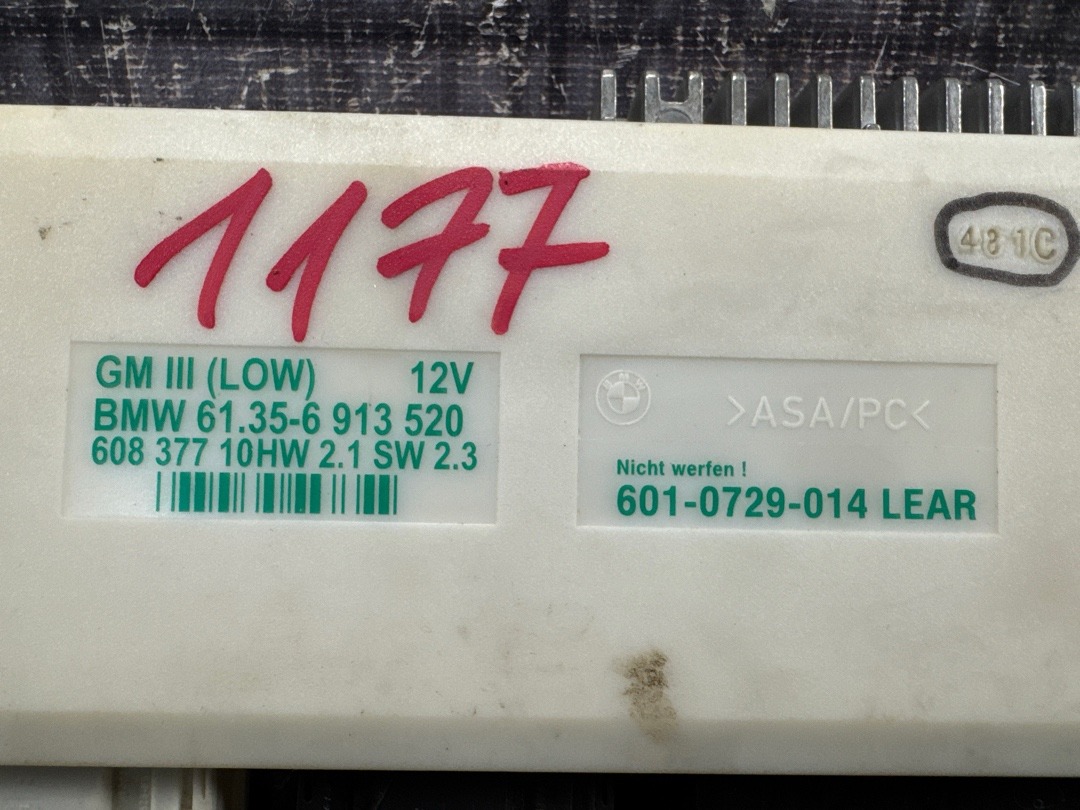 1177
481C
GM III (LOW) 12V
BMW 61.35-6 913 520
608 377 10HW 2.1 SW 2.3
BMW
>ASA/PC<
Nicht werfen !
601-0729-014 LEAR